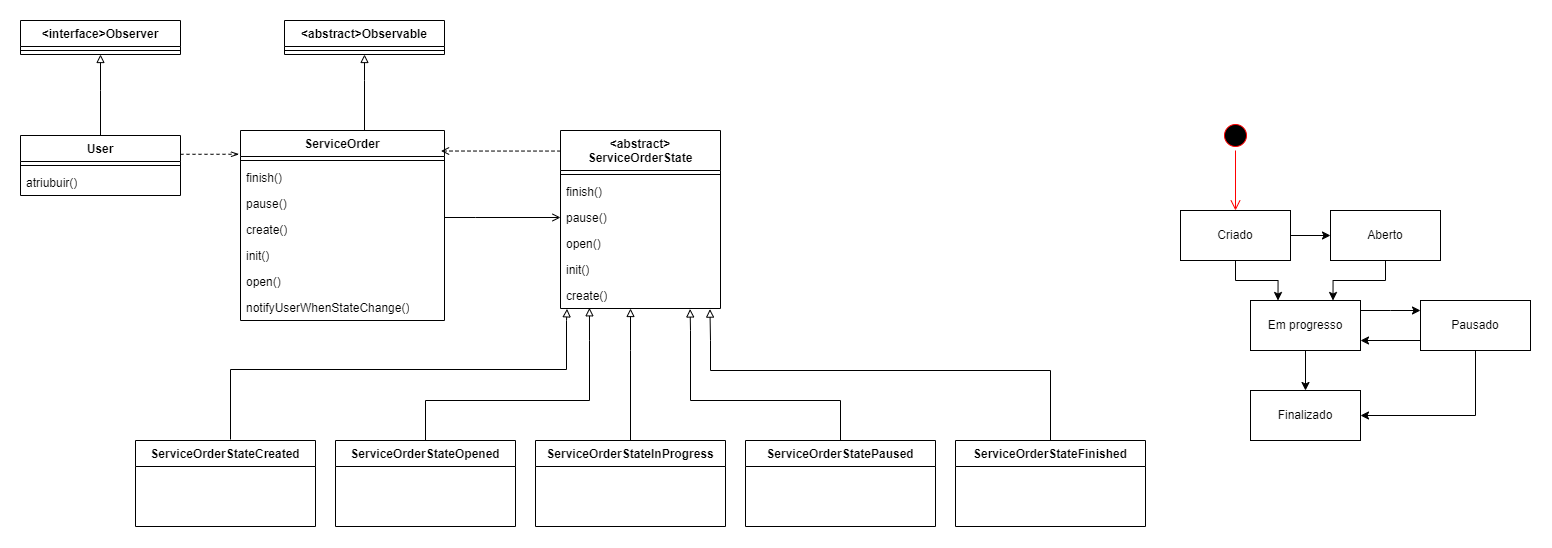 <interface>Observer
<abstract>Observable
User
atriubuir()
ServiceOrder
finish()
pause()
create()
init()
open()
notifyUserWhenStateChange()
<abstract>
ServiceOrderState
finish()
pause()
open()
init()
create()
ServiceOrderStateCreated
ServiceOrderStateOpened
ServiceOrderStateInProgress
ServiceOrderStatePaused
ServiceOrderStateFinished
Criado
Aberto
Em progresso
Pausado
Finalizado